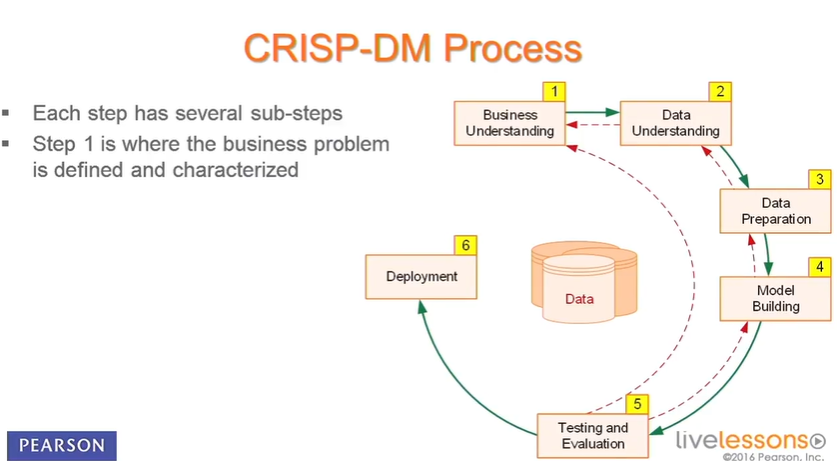 CRISP-DM Process
▪ Each step has several sub-steps
▪ Step 1 is where the business problem
is defined and characterized
1
Business
Understanding
2
Data
Understanding
3
Data
Preparation
4
Model
Building
5
Testing and
Evaluation
6
Deployment
Data
PEARSON
livelessons
©2016 Pearson, Inc.